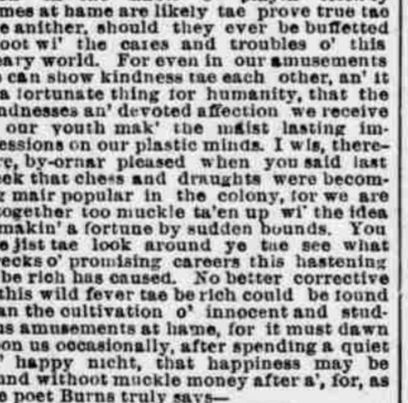 mes at hame are likely tae prove true tao
e anither, should they ever be buffetted
oot wi' the cares and troubles o' this
eary world. For even in our amusements
can show kindness tae each other, an' it
a fortunate thing for humanity, that the
ndnesses an' devoted affection we receive
our youth mak' the maist lasting im-
essions on our plastic minds. I wis, there-
re, by-ornar pleased when you said last
ek that chess and draughts were becom-
g mair popular in the colony, for we are
together too muckle ta'en up wi' the idea
makin' a fortune by sudden bounds. You
e jist tae look around ye tae see what
ecks o' promising careers this hastening
be rich has caused. No better corrective
this wild fever tae be rich could be found
an the cultivation o' innocent and stud-
us amusements at hame, for it must dawn
on us occasionally, after spending a quiet
' happy nicht, that happiness may be
und withoot muckle money after a', for, as
e poet Burns truly says—